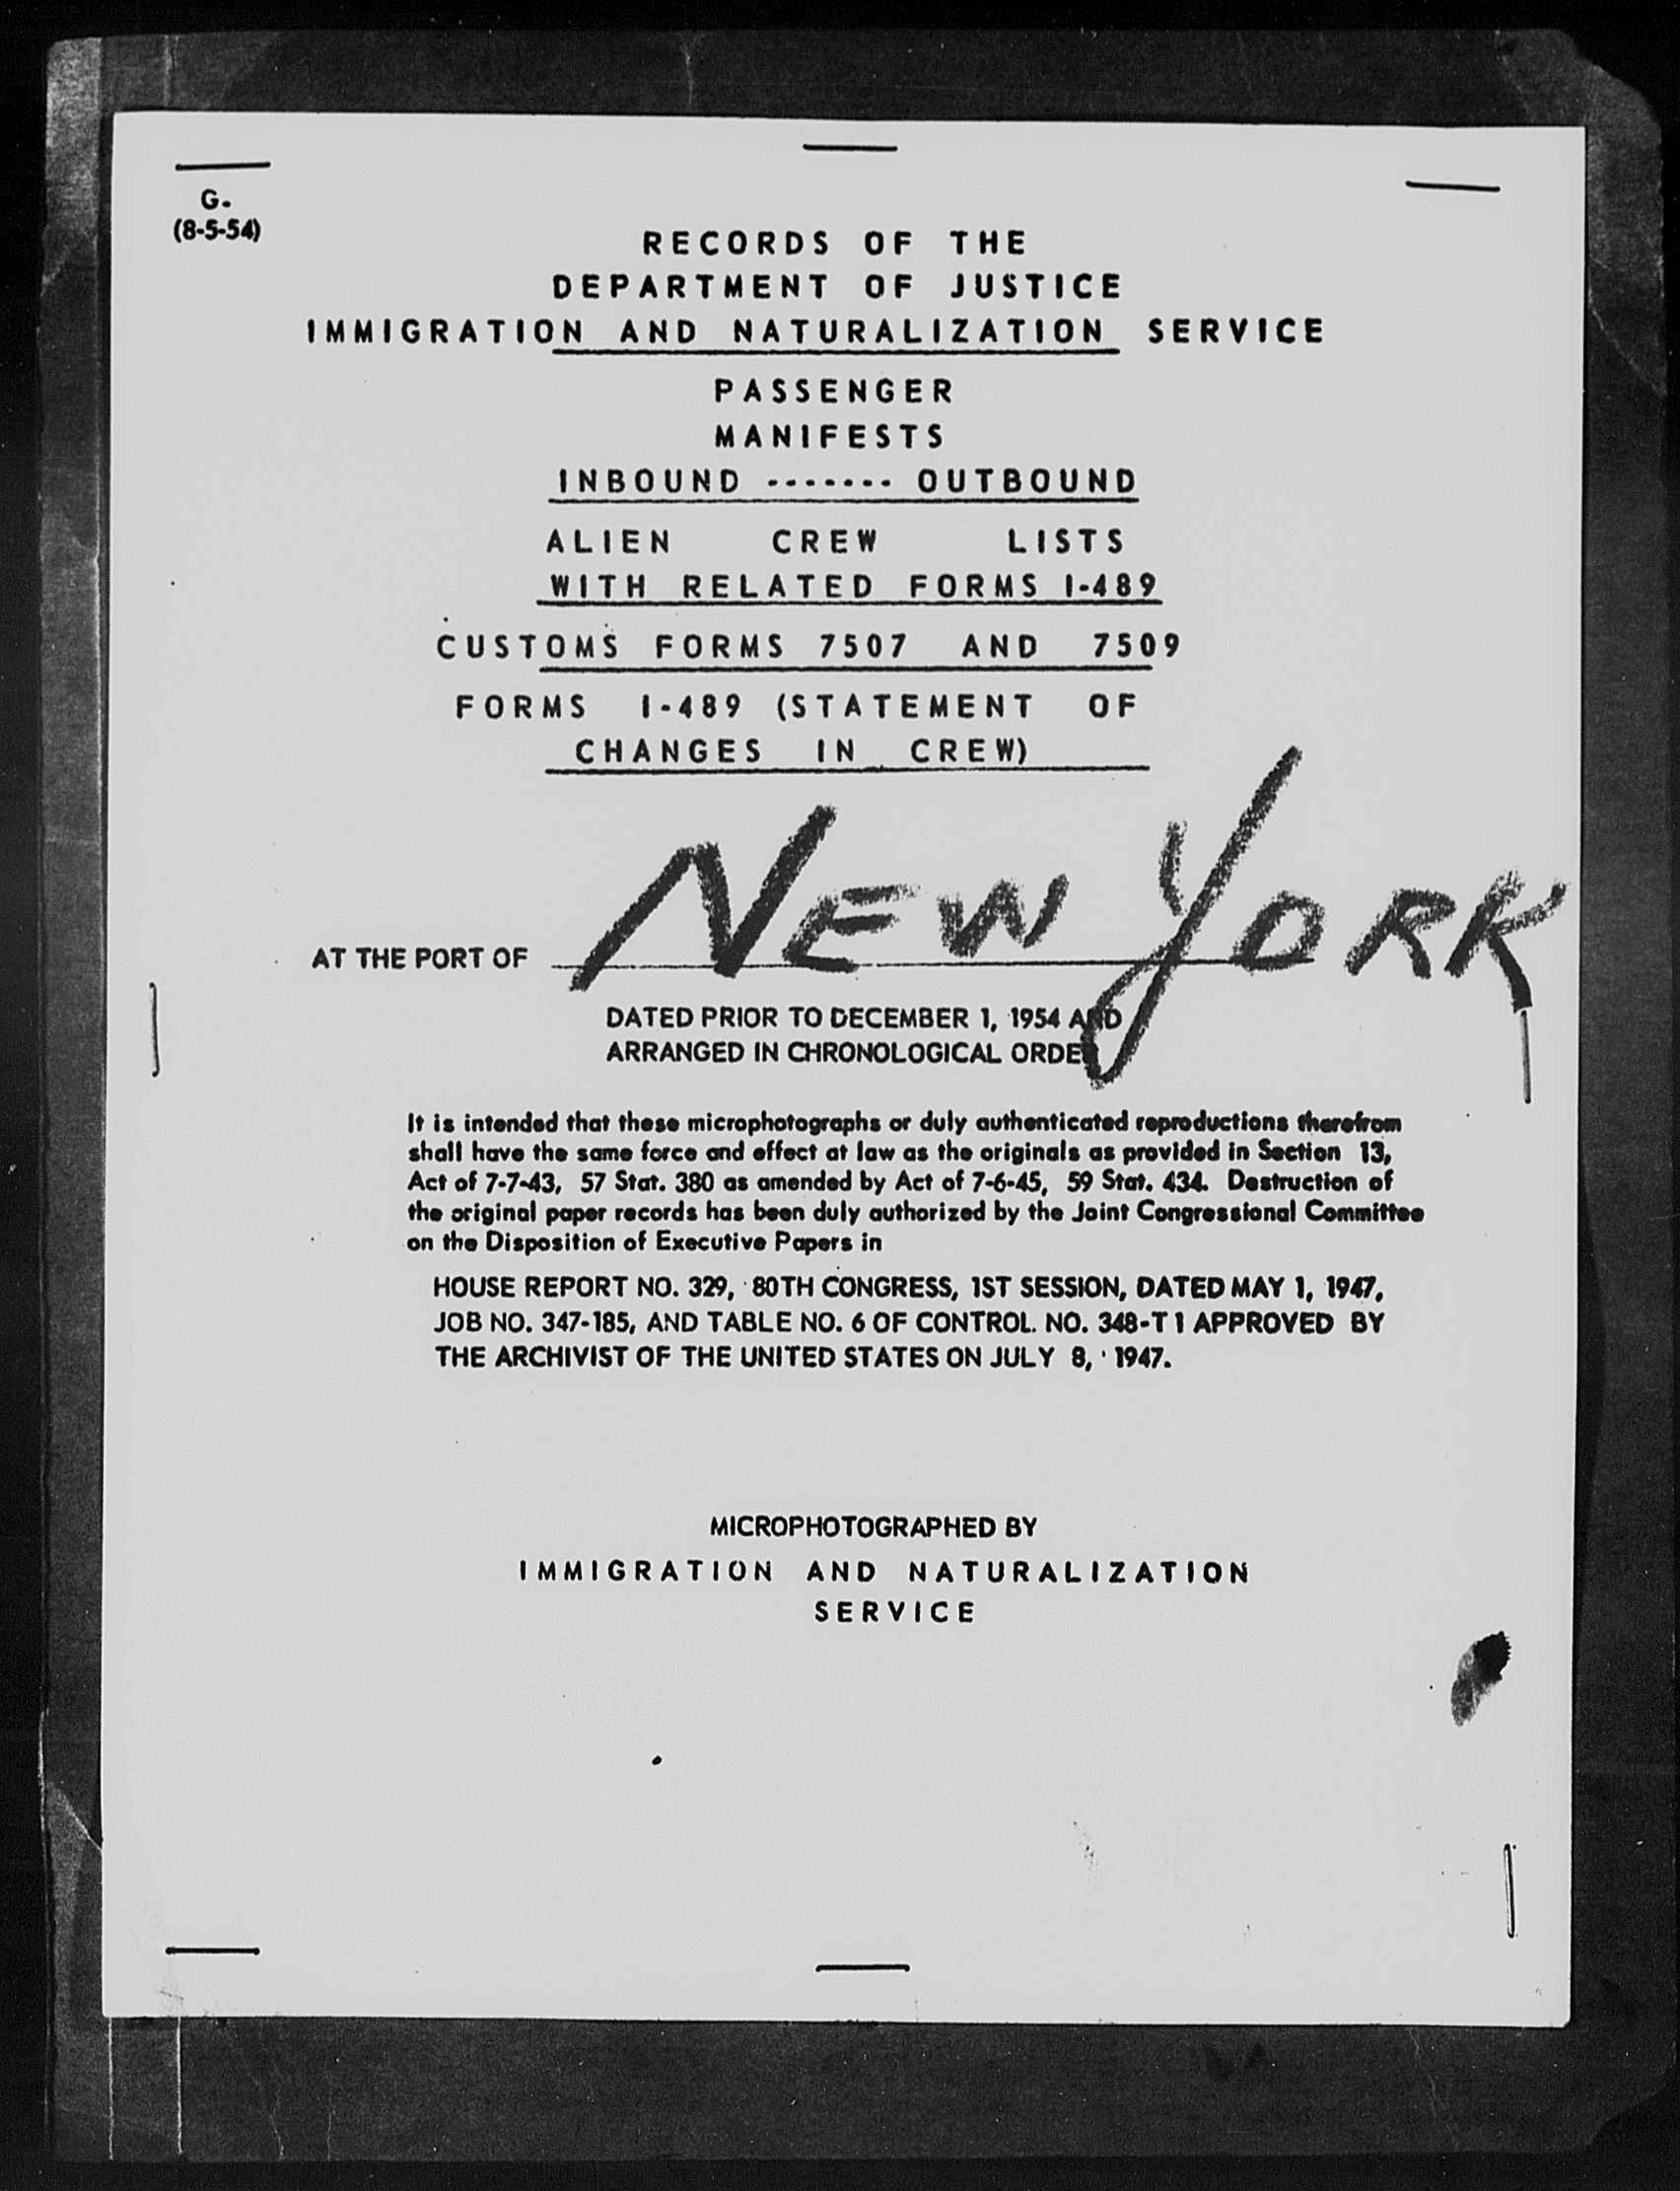 G.
(8-5-54)
RECORDS OF THE
DEPARTMENT OF JUSTICE
IMMIGRATION AND NATURALIZATION SERVICE
PASSENGER
MANIFESTS
INBOUND ------- OUTBOUND
ALIEN CREW LISTS
WITH RELATED FORMS I-489
CUSTOMS FORMS 7507 AND 7509
FORMS I-489 (STATEMENT OF
CHANGES IN CREW)
AT THE PORT OF NEW YORK
DATED PRIOR TO DECEMBER 1, 1954 AND
ARRANGED IN CHRONOLOGICAL ORDER
It is intended that these microphotographs or duly authenticated reproductions therefrom
shall have the same force and effect at law as the originals as provided in Section 13,
Act of 7-7-43, 57 Stat. 380 as amended by Act of 7-6-45, 59 Stat. 434. Destruction of
the original paper records has been duly authorized by the Joint Congressional Committee
on the Disposition of Executive Papers in
HOUSE REPORT NO. 329, 80TH CONGRESS, 1ST SESSION, DATED MAY 1, 1947,
JOB NO. 347-185, AND TABLE NO. 6 OF CONTROL NO. 348-T1 APPROVED BY
THE ARCHIVIST OF THE UNITED STATES ON JULY 8, 1947.
MICROPHOTOGRAPHED BY
IMMIGRATION AND NATURALIZATION
SERVICE